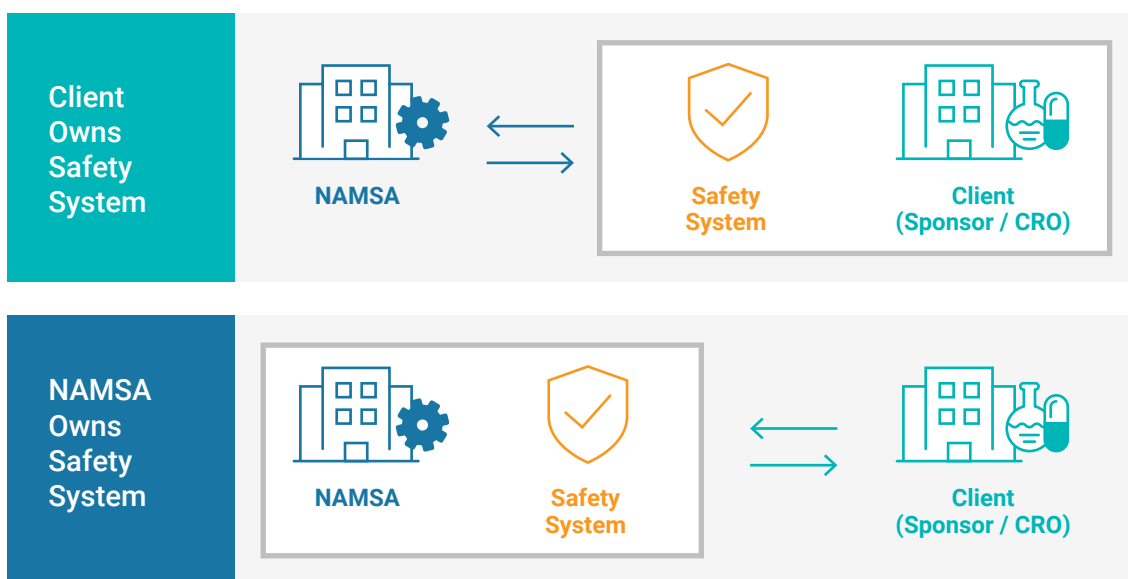 Client
Owns
Safety
System
NAMSA
Safety
System
Client
(Sponsor / CRO)
NAMSA
Owns
Safety
System
NAMSA
Safety
System
Client
(Sponsor / CRO)